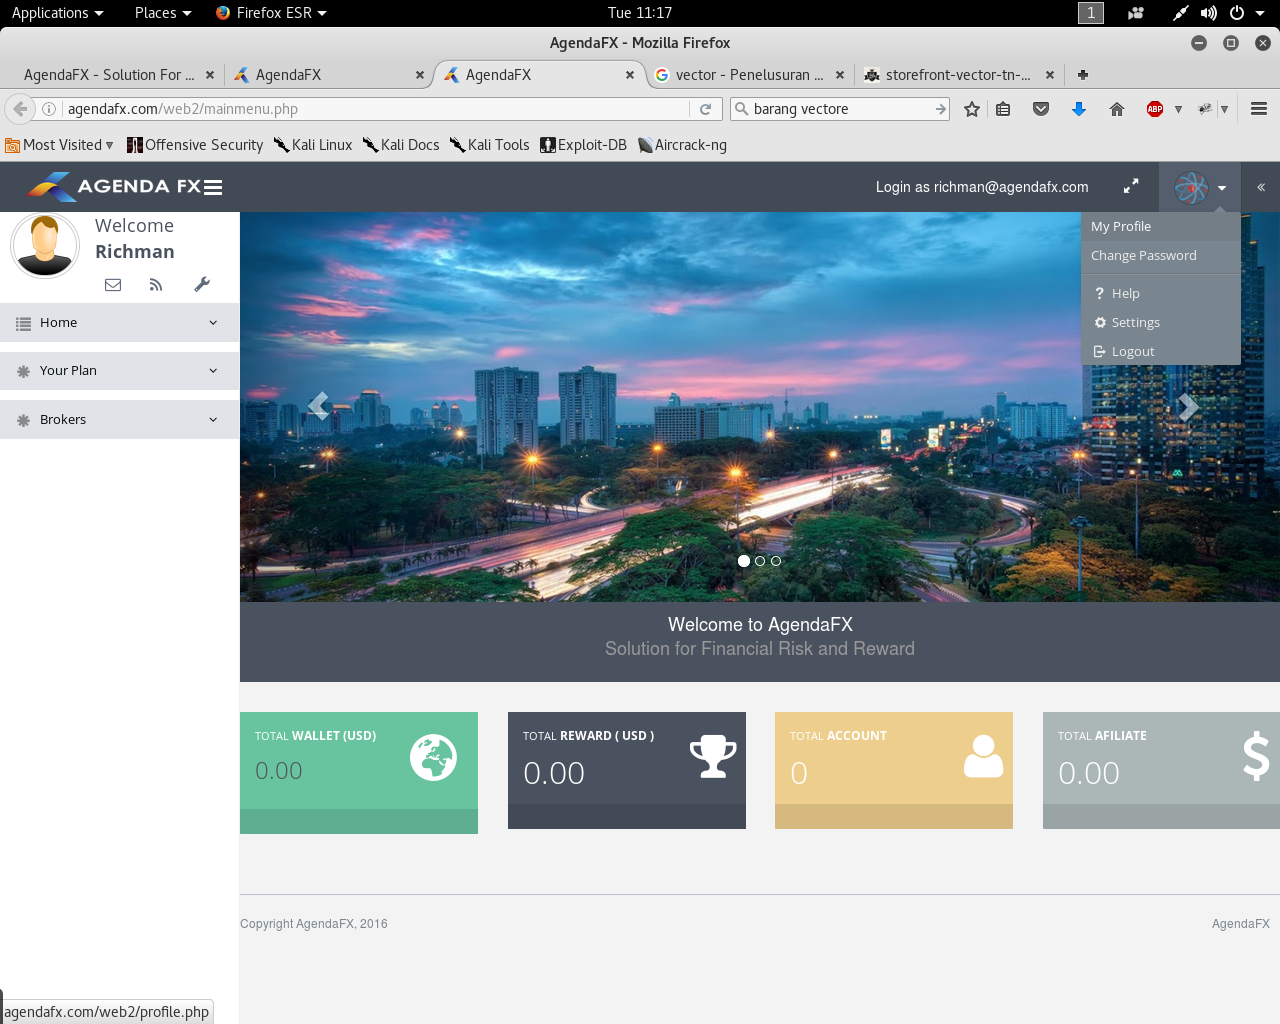 Applications Places Firefox ESR Tue 11:17 1
AgendaFX - Mozilla Firefox
AgendaFX - Solution For ... AgendaFX AgendaFX vector - Penelusuran ... storefront-vector-tn-...
agendafx.com/web2/mainmenu.php barang vectore ABP
Most Visited Offensive Security Kali Linux Kali Docs Kali Tools Exploit-DB Aircrack-ng
AGENDA FX Login as richman@agendafx.com
Welcome
Richman
My Profile
Change Password
Help
Settings
Logout
Home
Your Plan
Brokers
Welcome to AgendaFX
Solution for Financial Risk and Reward
TOTAL WALLET (USD) TOTAL REWARD ( USD ) TOTAL ACCOUNT TOTAL AFILIATE
0.00 0.00 0 0.00
Copyright AgendaFX, 2016 AgendaFX
agendafx.com/web2/profile.php